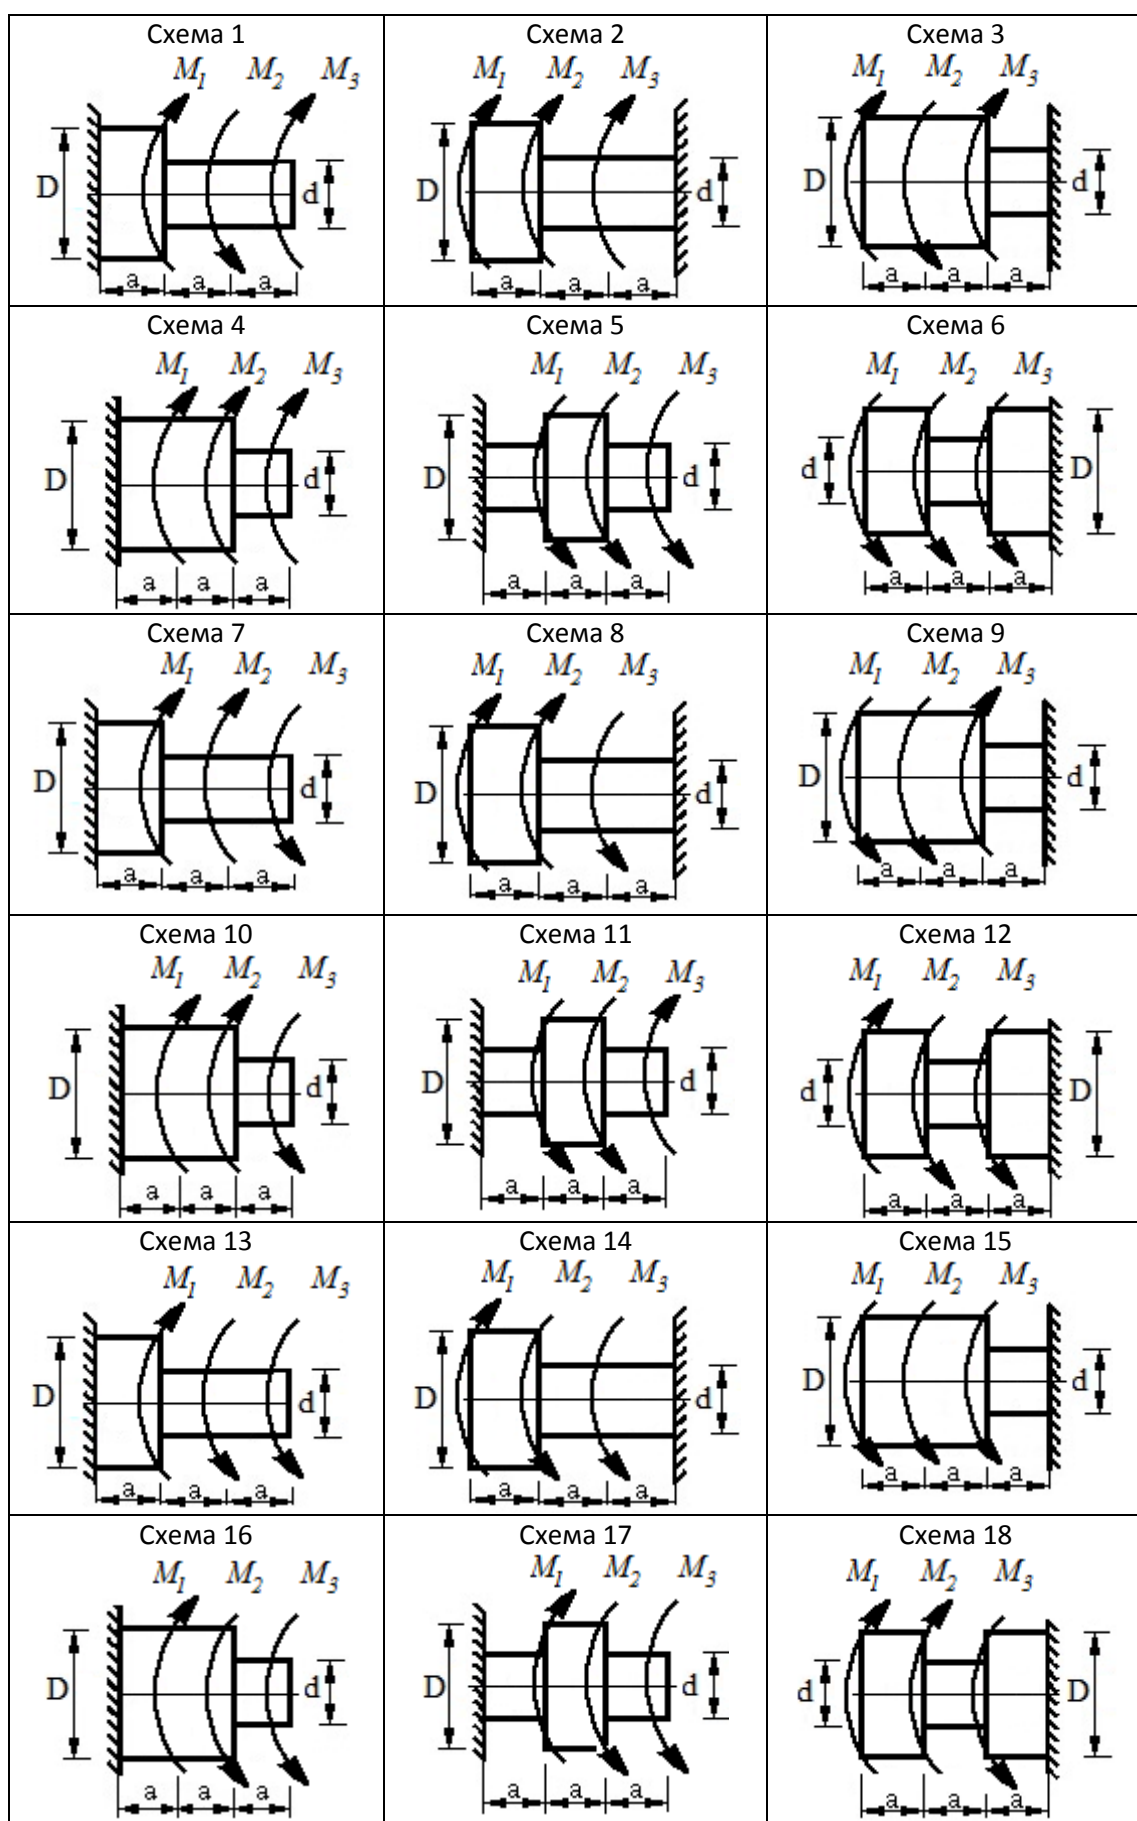 Схема 1
M1 M2 M3
D d
a a a
Схема 2
M1 M2 M3
D d
a a a
Схема 3
M1 M2 M3
D d
a a a
Схема 4
M1 M2 M3
D d
a a a
Схема 5
M1 M2 M3
D d
a a a
Схема 6
M1 M2 M3
d D
a a a
Схема 7
M1 M2 M3
D d
a a a
Схема 8
M1 M2 M3
D d
a a a
Схема 9
M1 M2 M3
D d
a a a
Схема 10
M1 M2 M3
D d
a a a
Схема 11
M1 M2 M3
D d
a a a
Схема 12
M1 M2 M3
d D
a a a
Схема 13
M1 M2 M3
D d
a a a
Схема 14
M1 M2 M3
D d
a a a
Схема 15
M1 M2 M3
D d
a a a
Схема 16
M1 M2 M3
D d
a a a
Схема 17
M1 M2 M3
D d
a a a
Схема 18
M1 M2 M3
d D
a a a